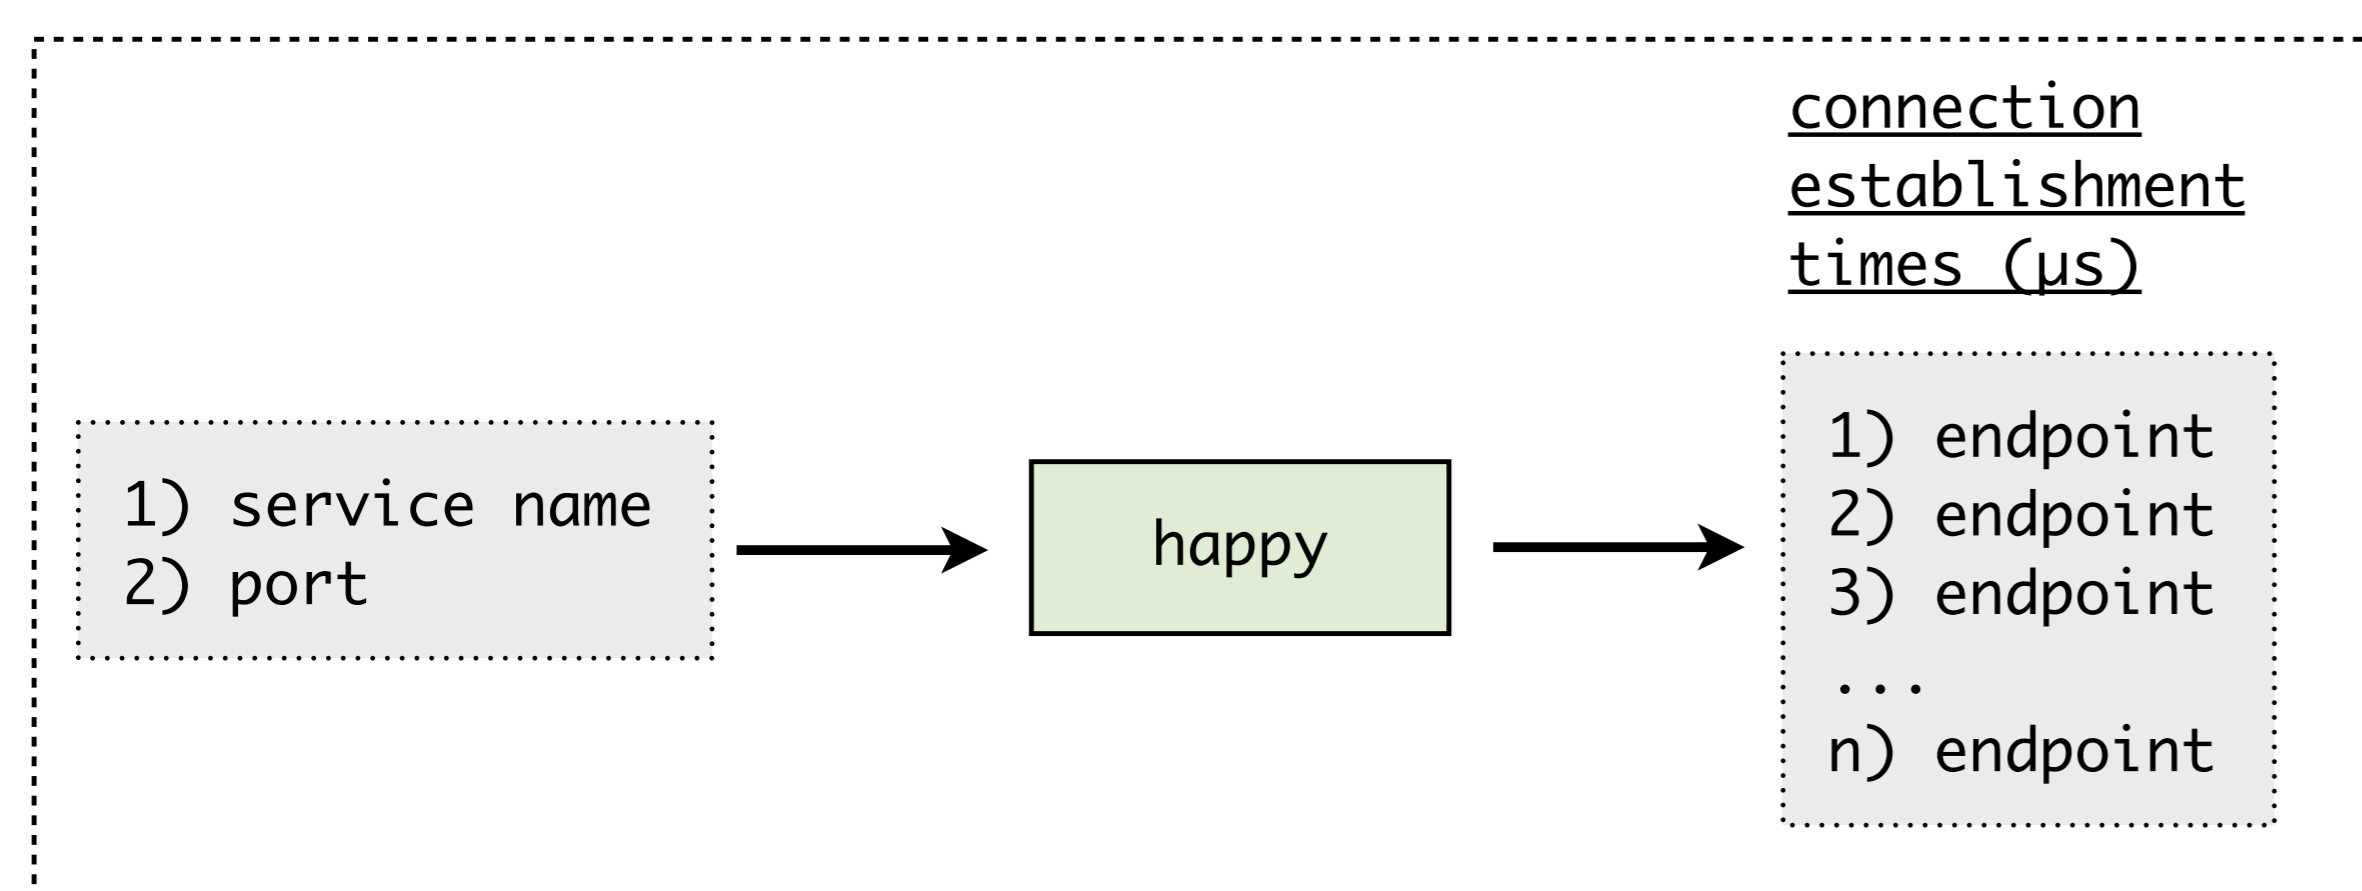 connection
establishment
times (µs)
1) service name
2) port
happy
1) endpoint
2) endpoint
3) endpoint
...
n) endpoint